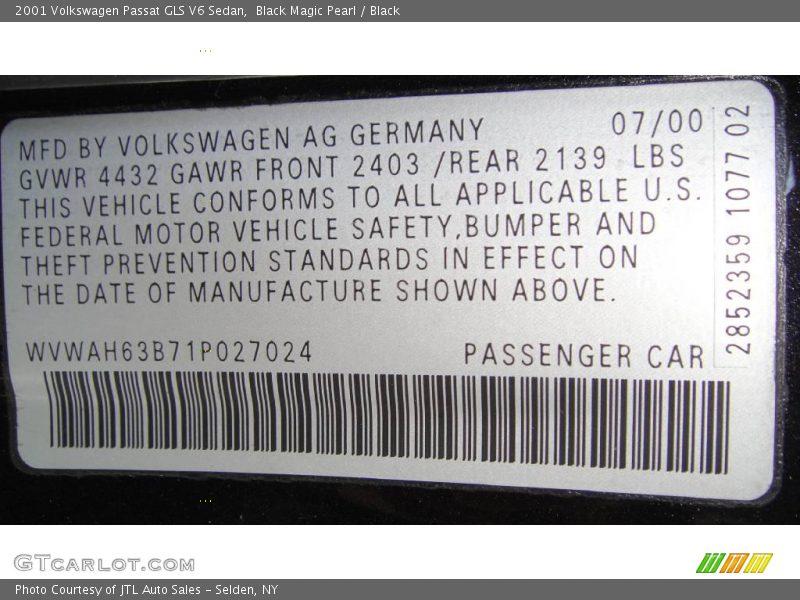 2001 Volkswagen Passat GLS V6 Sedan,  Black Magic Pearl / Black
MFD BY VOLKSWAGEN AG GERMANY 07/00
GVWR 4432 GAWR FRONT 2403 /REAR 2139 LBS
THIS VEHICLE CONFORMS TO ALL APPLICABLE U.S.
FEDERAL MOTOR VEHICLE SAFETY,BUMPER AND
THEFT PREVENTION STANDARDS IN EFFECT ON
THE DATE OF MANUFACTURE SHOWN ABOVE.
WVWAH63B71P027024 PASSENGER CAR
2852359 1077 02
GTCARLOT.COM
Photo Courtesy of JTL Auto Sales - Selden, NY